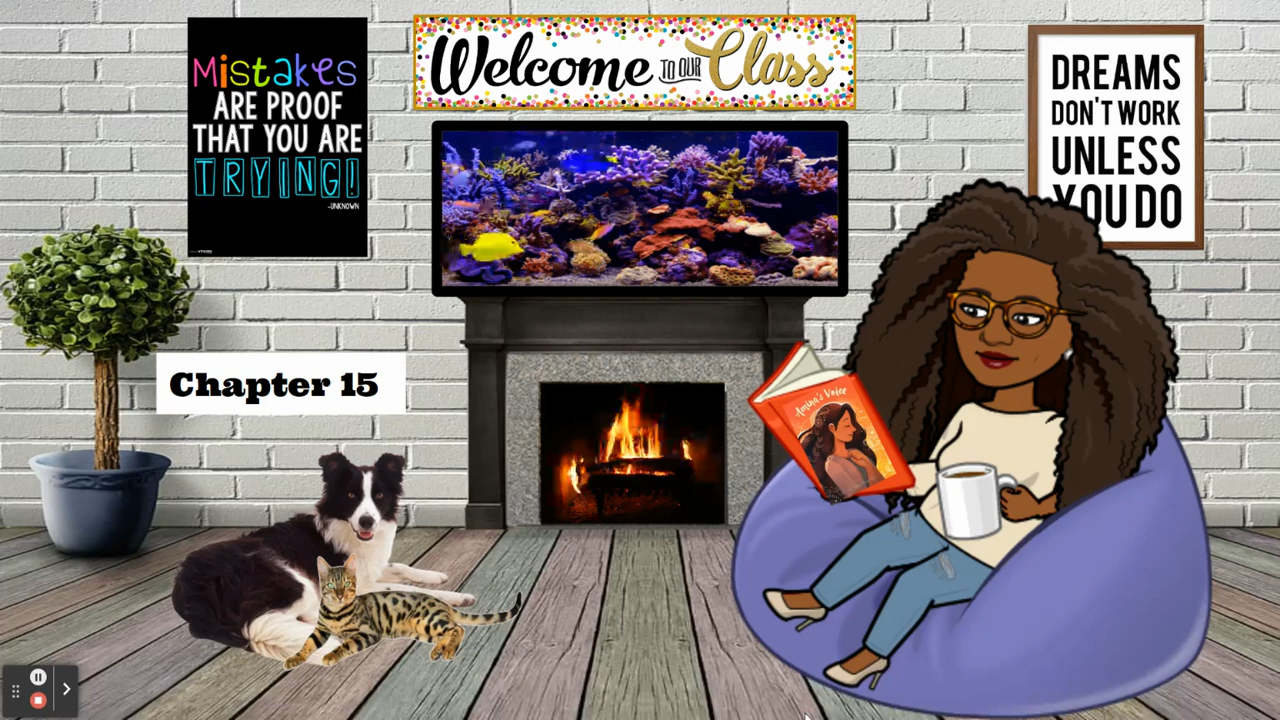 Mistakes
ARE PROOF
THAT YOU ARE
TRYING!
-UNKNOWN
Welcome TO OUR Class
DREAMS
DON'T WORK
UNLESS
YOU DO
Chapter 15
Amina's Voice